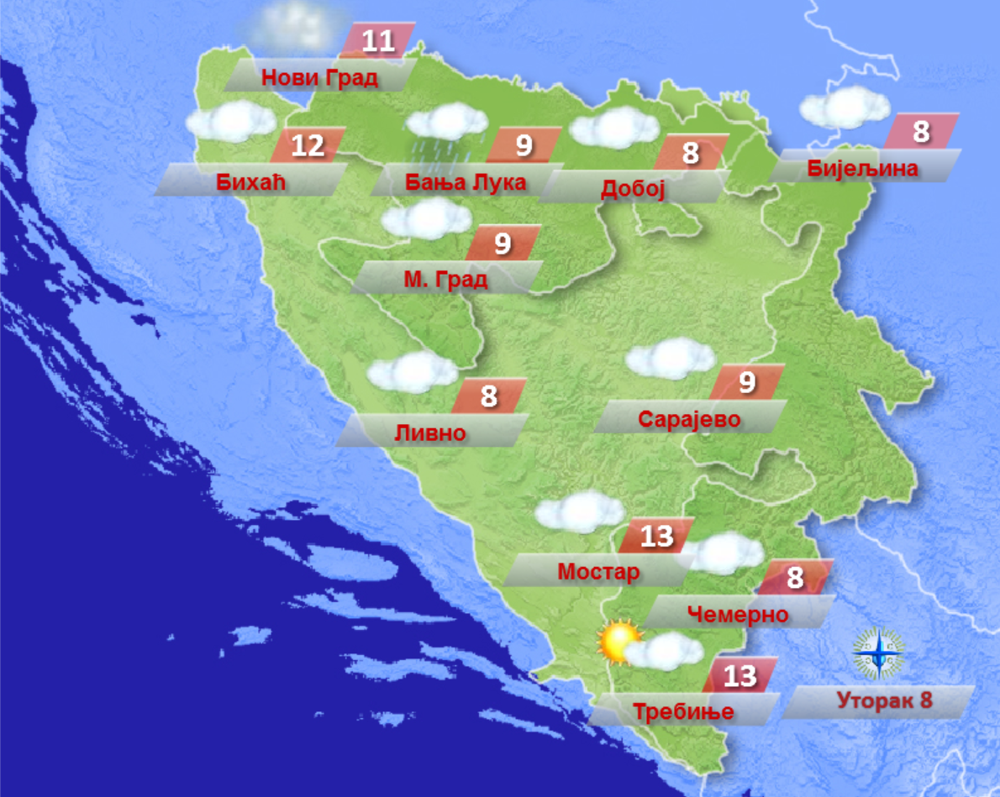 11
Нови Град
12
Бихаћ
9
Бања Лука
8
Добој
8
Бијељина
9
М. Град
8
Ливно
9
Сарајево
13
Мостар
8
Чемерно
13
Требиње
Уторак 8